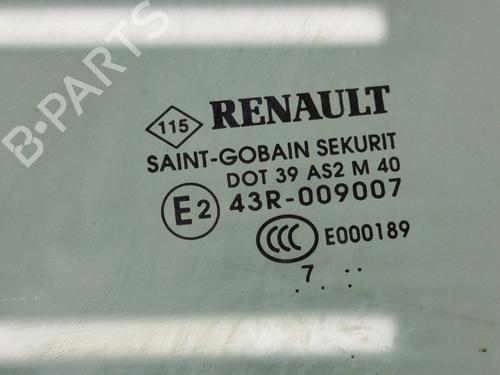 B-PARTS
115 RENAULT
SAINT-GOBAIN SEKURIT
DOT 39 AS2 M 40
E2 43R-009007
CCC E000189
7